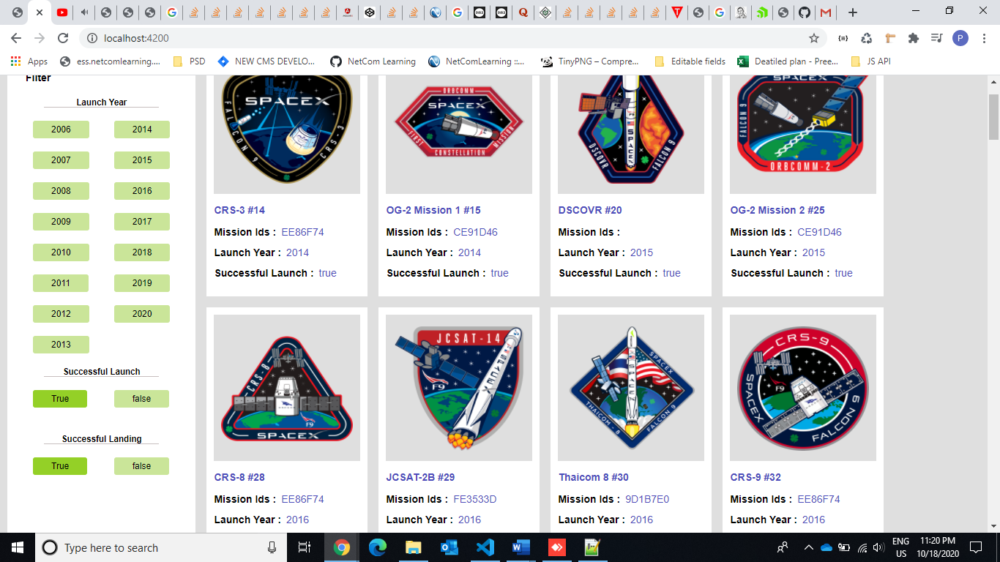 localhost:4200
Apps
ess.netcomlearning....
PSD
NEW CMS DEVELO...
NetCom Learning
NetComLearning ::...
TinyPNG – Compre...
Editable fields
Deatiled plan - Pree...
JS API
Filter
Launch Year
2006 2014
2007 2015
2008 2016
2009 2017
2010 2018
2011 2019
2012 2020
2013
Successful Launch
True false
Successful Landing
True false
SPACEX
FALCON 9
CRS-3
CRS-3 #14
Mission Ids : EE86F74
Launch Year : 2014
Successful Launch : true
ORBCOMM
SPACEX
FIRST CONSTELLATION MISSION
OG-2 Mission 1 #15
Mission Ids : CE91D46
Launch Year : 2014
Successful Launch : true
SPACEX
DSCOVR
FALCON 9
DSCOVR #20
Mission Ids :
Launch Year : 2015
Successful Launch : true
FALCON 9
ORBCOMM-2
OG-2 Mission 2 #25
Mission Ids : CE91D46
Launch Year : 2015
Successful Launch : true
CRS-8
F9
SPACEX
CRS-8 #28
Mission Ids : EE86F74
Launch Year : 2016
JCSAT-14
SPACEX
F9
JCSAT-2B #29
Mission Ids : FE3533D
Launch Year : 2016
SPACEX
SPACEX
THAICOM-8
FALCON 9
Thaicom 8 #30
Mission Ids : 9D1B7E0
Launch Year : 2016
CRS-9
F9
SPACEX
FALCON 9
CRS-9 #32
Mission Ids : EE86F74
Launch Year : 2016
Type here to search
ENG
US
11:20 PM
10/18/2020